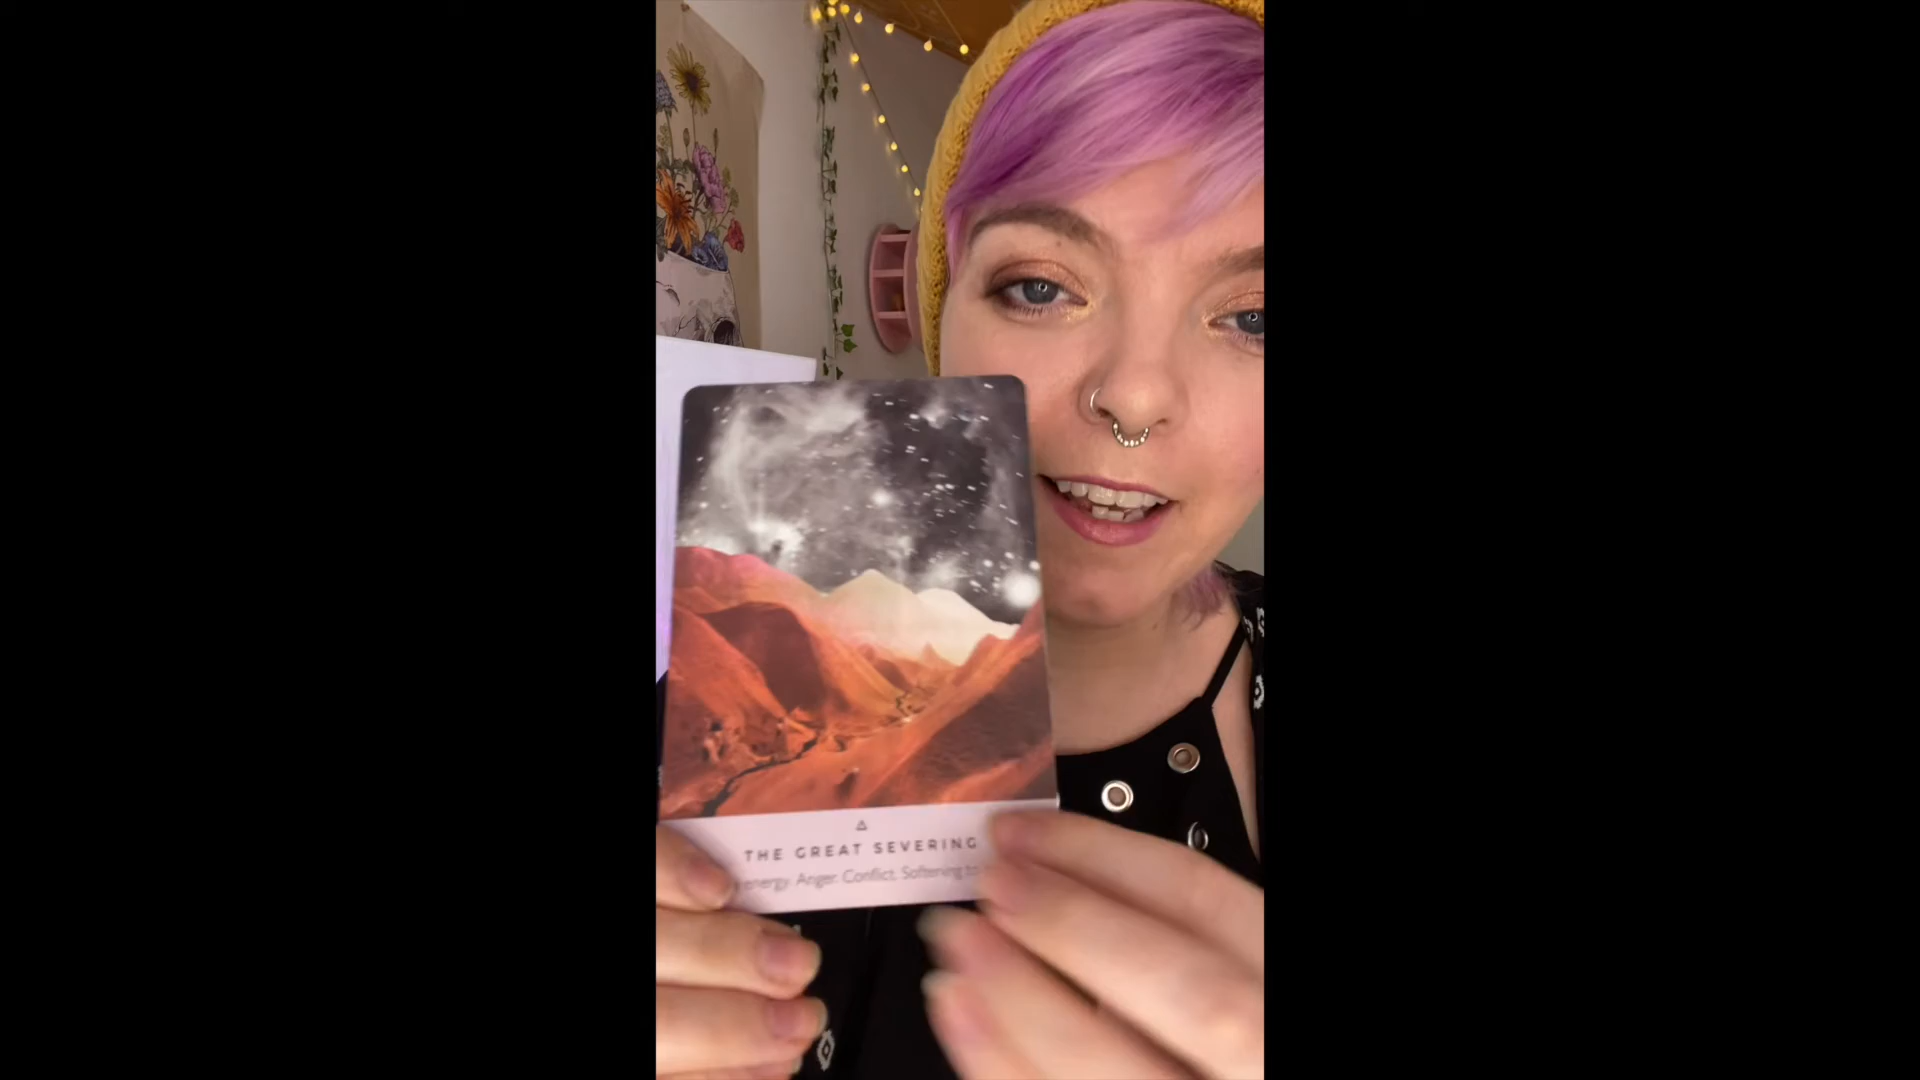 THE GREAT SEVERING
energy. Anger. Conflict. Softening to